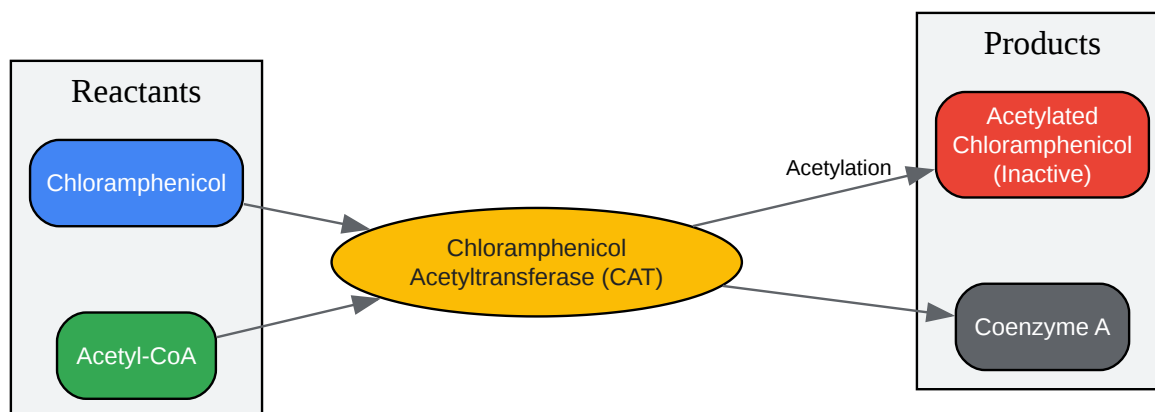 Reactants
Chloramphenicol
Acetyl-CoA
Chloramphenicol
Acetyltransferase (CAT)
Acetylation
Products
Acetylated
Chloramphenicol
(Inactive)
Coenzyme A